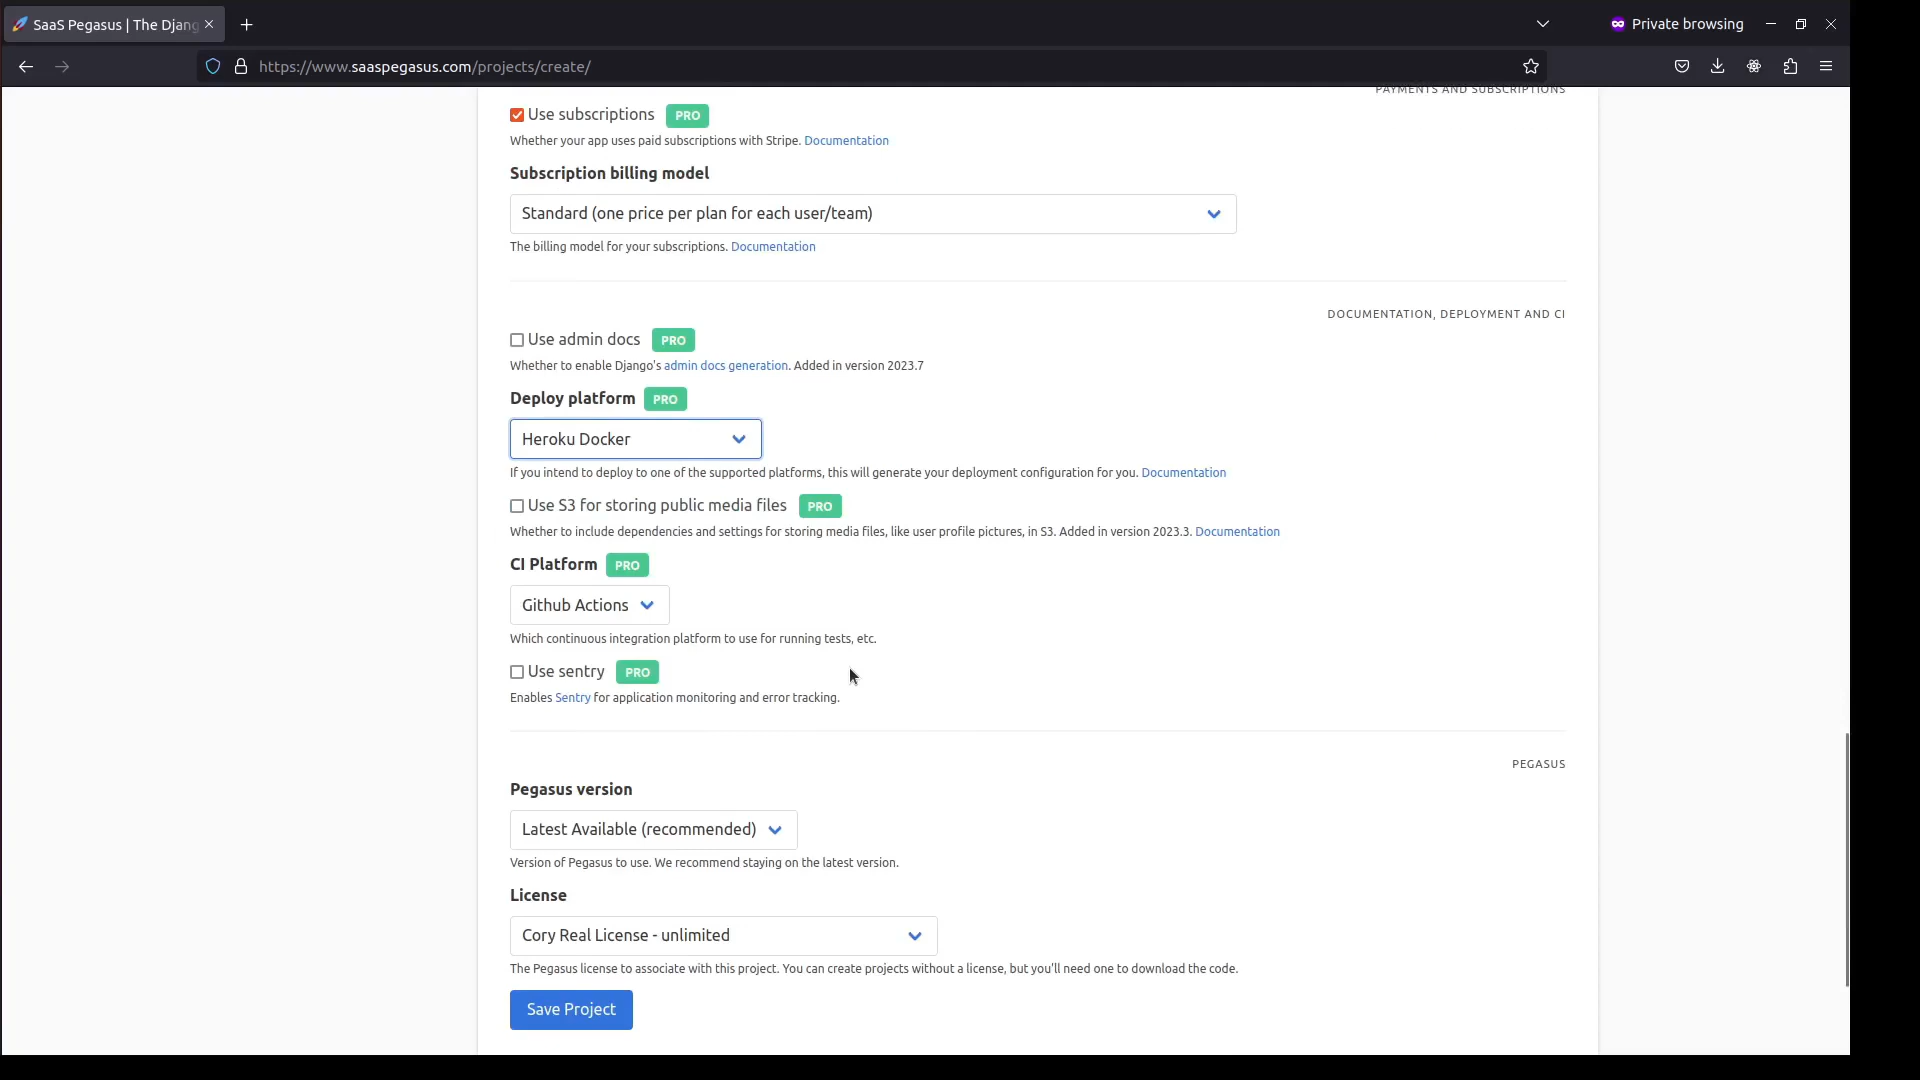 SaaS Pegasus | The Djang
Private browsing
https://www.saaspegasus.com/projects/create/
PAYMENTS AND SUBSCRIPTIONS
Use subscriptions PRO
Whether your app uses paid subscriptions with Stripe. Documentation
Subscription billing model
Standard (one price per plan for each user/team)
The billing model for your subscriptions. Documentation
DOCUMENTATION, DEPLOYMENT AND CI
Use admin docs PRO
Whether to enable Django's admin docs generation. Added in version 2023.7
Deploy platform PRO
Heroku Docker
If you intend to deploy to one of the supported platforms, this will generate your deployment configuration for you. Documentation
Use S3 for storing public media files PRO
Whether to include dependencies and settings for storing media files, like user profile pictures, in S3. Added in version 2023.3. Documentation
CI Platform PRO
Github Actions
Which continuous integration platform to use for running tests, etc.
Use sentry PRO
Enables Sentry for application monitoring and error tracking.
PEGASUS
Pegasus version
Latest Available (recommended)
Version of Pegasus to use. We recommend staying on the latest version.
License
Cory Real License - unlimited
The Pegasus license to associate with this project. You can create projects without a license, but you'll need one to download the code.
Save Project